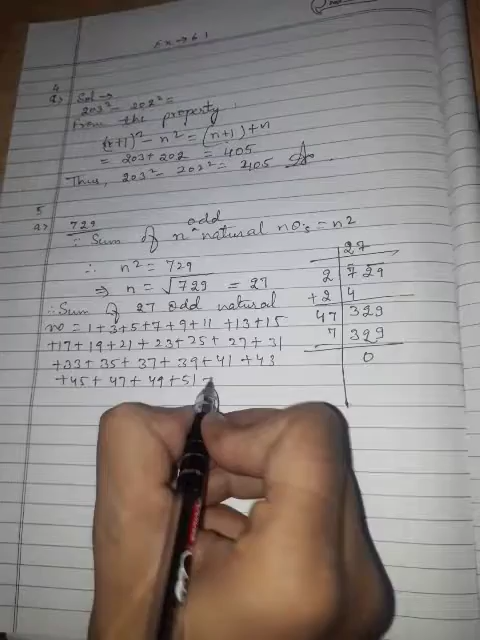 Ex → 6.1
4
a) Sol →
203² - 202² =
From the property,
(n+1)² - n² = (n+1) + n
= 203 + 202 = 405
Thus, 203² - 202² = 405
5
a) 729
∵ Sum of n odd natural no.s = n²
∴ n² = 729
⇒ n = √729 = 27
∴ Sum of 27 odd natural
no = 1 + 3 + 5 + 7 + 9 + 11 + 13 + 15
+ 17 + 19 + 21 + 23 + 25 + 27 + 31
+ 33 + 35 + 37 + 39 + 41 + 43
+ 45 + 47 + 49 + 51 +
27
2 729
+2 4
47 329
7 329
0